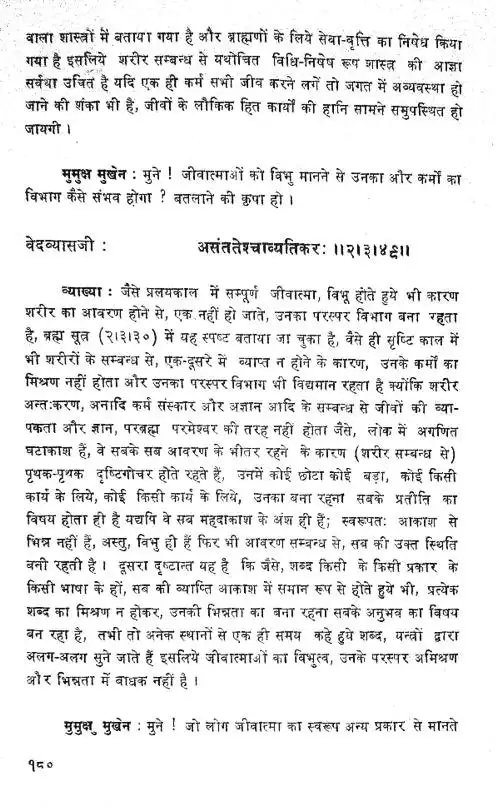 वाला शास्त्रों में बताया गया है और ब्राह्मणों के लिये सेवा-वृत्ति का निषेध किया
गया है इसलिये शरीर सम्बन्ध से यथोचित विधि-निषेष रूप शास्त्र की आज्ञा
सर्वथा उचित है यदि एक ही कर्म सभी जीव करने लगें तो जगत में अव्यवस्था हो
जाने की शंका भी है, जीवों के लौकिक हित कार्यों की हानि सामने समुपस्थित हो
जायगी ।
मुमुक्ष मुखेन : मुने ! जीवात्माओं को विभु मानने से उनका और कर्मों का
विभाग कैसे संभव होगा ? बतलाने की कृपा हो ।
वेदव्यासजी : असंततेश्चाव्यतिकरः ॥२।३।४९॥
व्याख्या : जैसे प्रलयकाल में सम्पूर्ण जीवात्मा, विभू होते हुये भी कारण
शरीर का आवरण होने से, एक नहीं हो जाते, उनका परस्पर विभाग बना रहता
है, ब्रह्म सूत्र (२।३।३०) में यह स्पष्ट बताया जा चुका है, वैसे ही सृष्टि काल में
भी शरीरों के सम्बन्ध से, एक-दूसरे में व्याप्त न होने के कारण, उनके कर्मों का
मिश्रण नहीं होता और उनका परस्पर विभाग भी विद्यमान रहता है क्योंकि शरीर
अन्तःकरण, अनादि कर्म संस्कार और अज्ञान आदि के सम्बन्ध से जीवों की व्या-
पकता और ज्ञान, परब्रह्म परमेश्वर की तरह नहीं होता जैसे, लोक में अगणित
घटाकाश हैं, वे सबके सब आवरण के भीतर रहने के कारण (शरीर सम्बन्ध से)
पृथक-पृथक दृष्टिगोचर होते रहते हैं, उनमें कोई छोटा कोई बड़ा, कोई किसी
कार्य के लिये, कोई किसी कार्य के लिये, उनका बना रहना सबके प्रतीति का
विषय होता ही है यद्यपि वे सब महदाकाश के अंश ही हैं; स्वरूपतः आकाश से
भिन्न नहीं हैं, अस्तु, विभु ही हैं फिर भी आवरण सम्बन्ध से, सब की उक्त स्थिति
बनी रहती है । दूसरा दृष्टान्त यह है कि जैसे, शब्द किसी के किसी प्रकार के
किसी भाषा के हों, सब की व्याप्ति आकाश में समान रूप से होते हुये भी, प्रत्येक
शब्द का मिश्रण न होकर, उनकी भिन्नता का बना रहना सबके अनुभव का विषय
बन रहा है, तभी तो अनेक स्थानों से एक ही समय कहे हुये शब्द, यन्त्रों द्वारा
अलग-अलग सुने जाते हैं इसलिये जीवात्माओं का विभुत्व, उनके परस्पर अमिश्रण
और भिन्नता में बाधक नहीं है ।
मुमुक्षु मुखेन : मुने ! जो लोग जीवात्मा का स्वरूप अन्य प्रकार से मानते
१८०